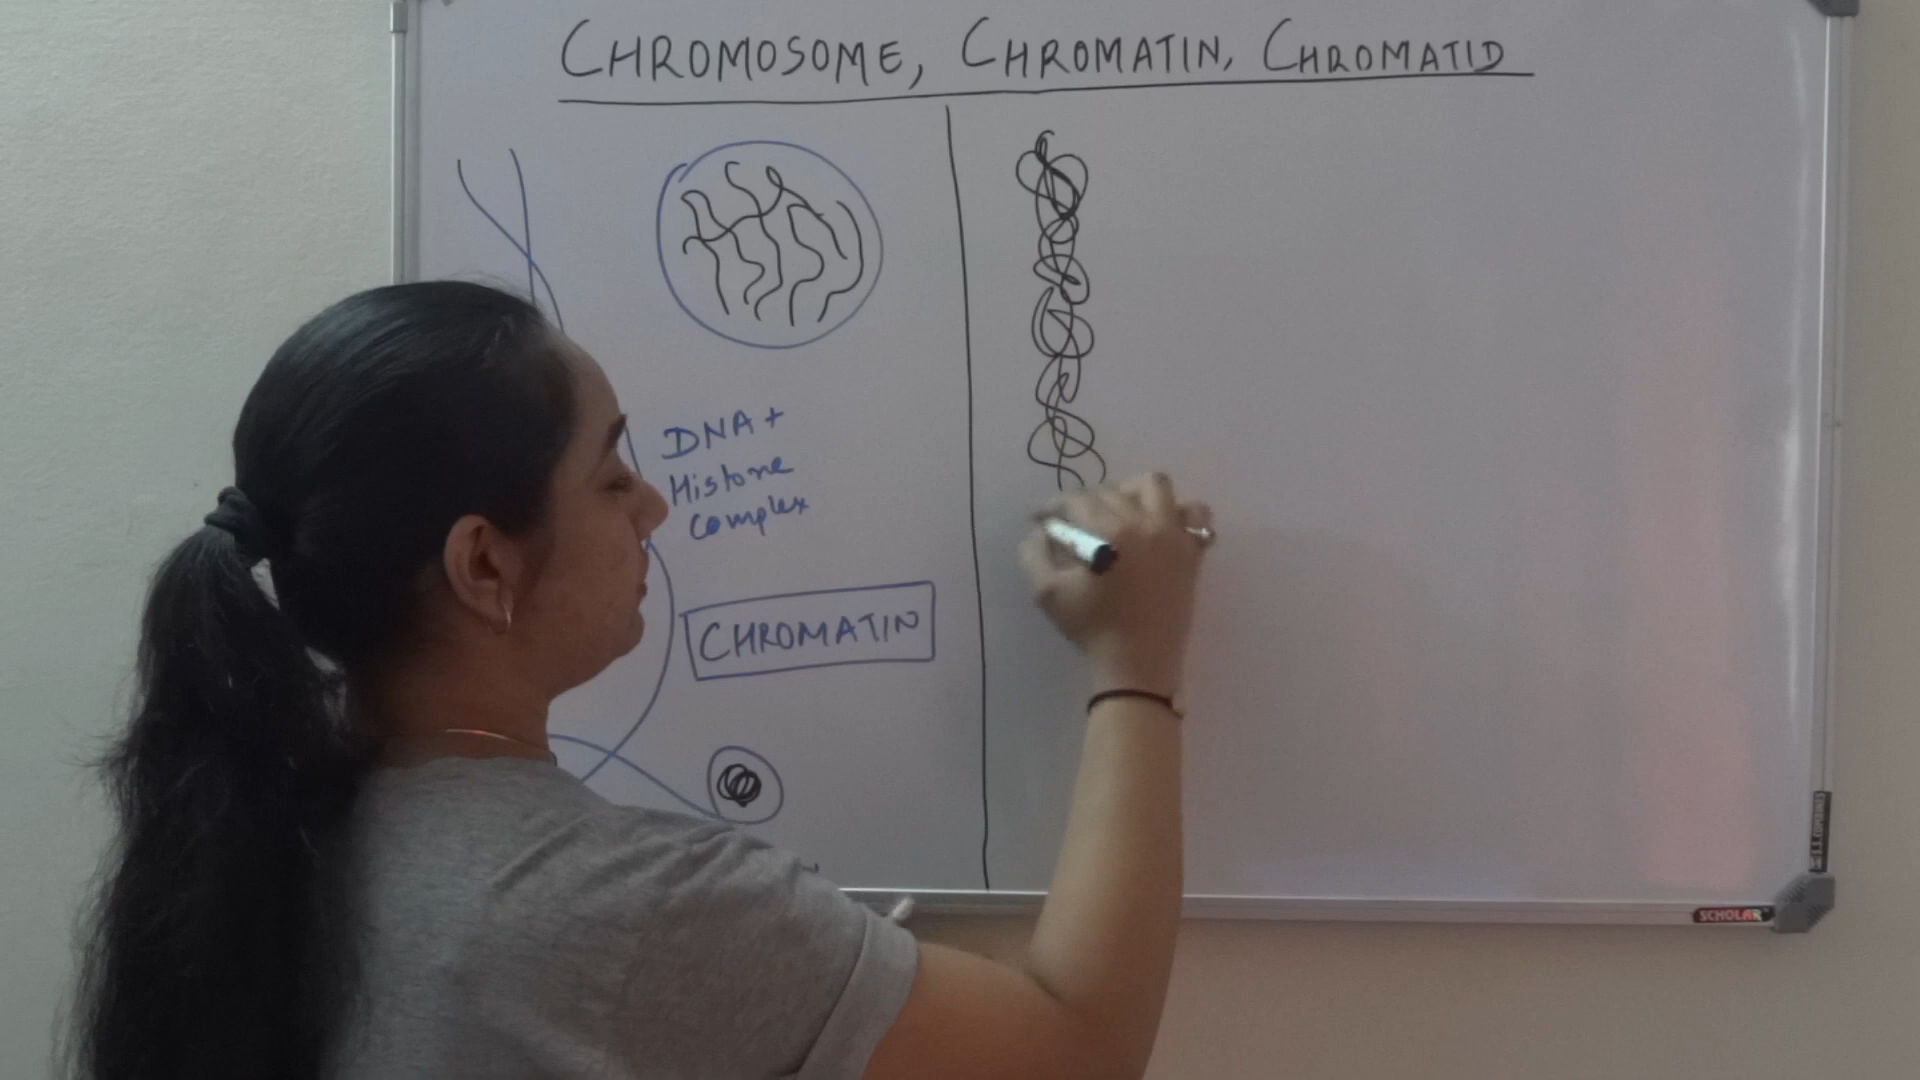 CHROMOSOME, CHROMATIN, CHROMATID
DNA +
Histone
Complex
CHROMATIN
SCHOLAR